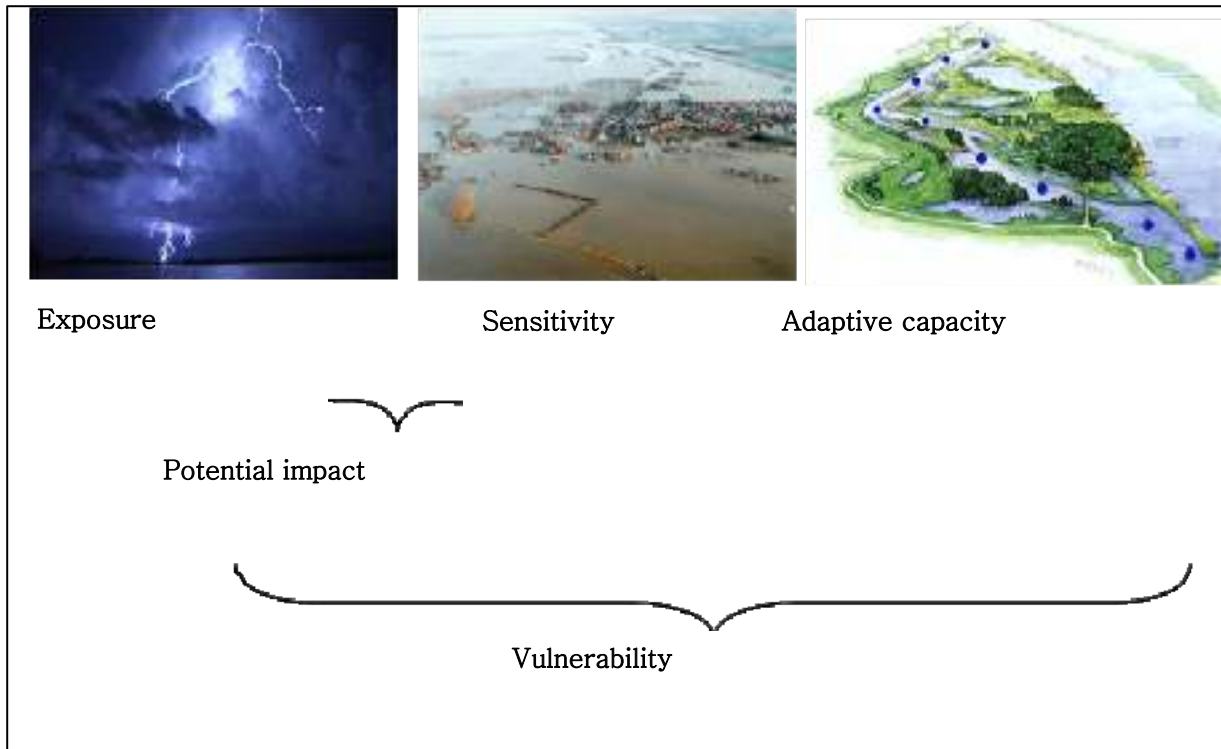 Exposure
Sensitivity
Adaptive capacity
Potential impact
Vulnerability